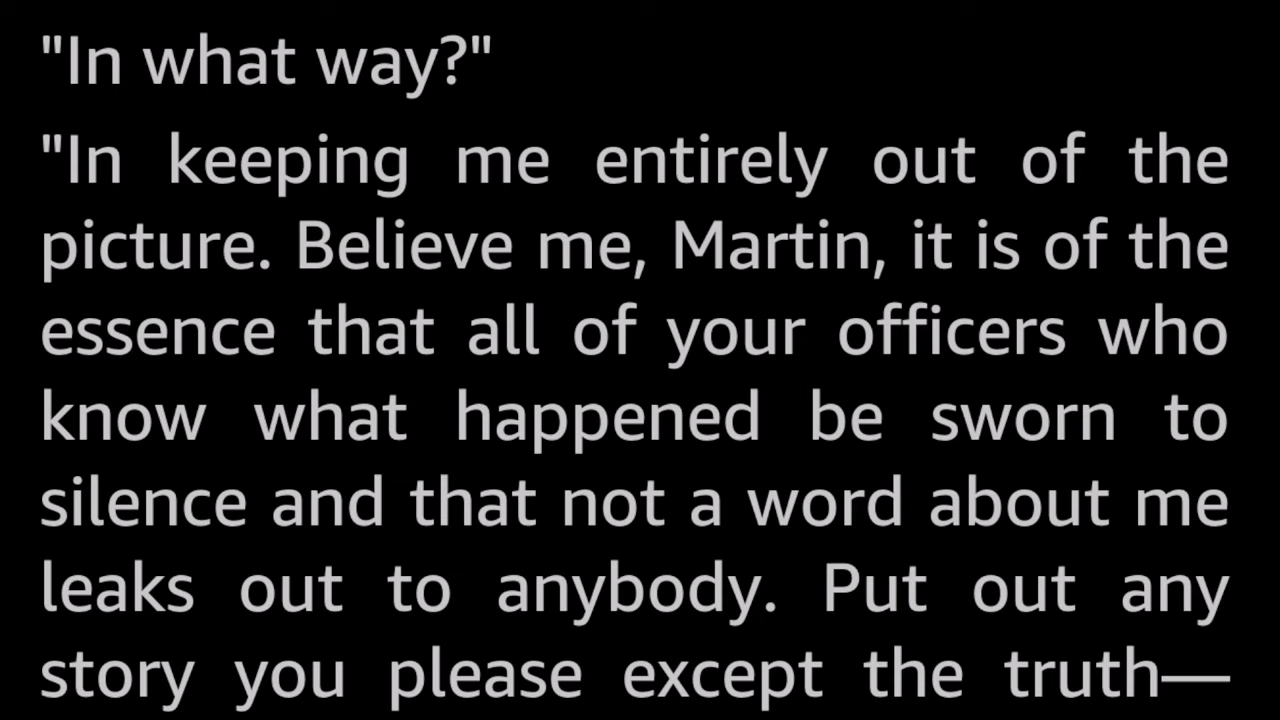 "In what way?"
"In keeping me entirely out of the
picture. Believe me, Martin, it is of the
essence that all of your officers who
know what happened be sworn to
silence and that not a word about me
leaks out to anybody. Put out any
story you please except the truth—